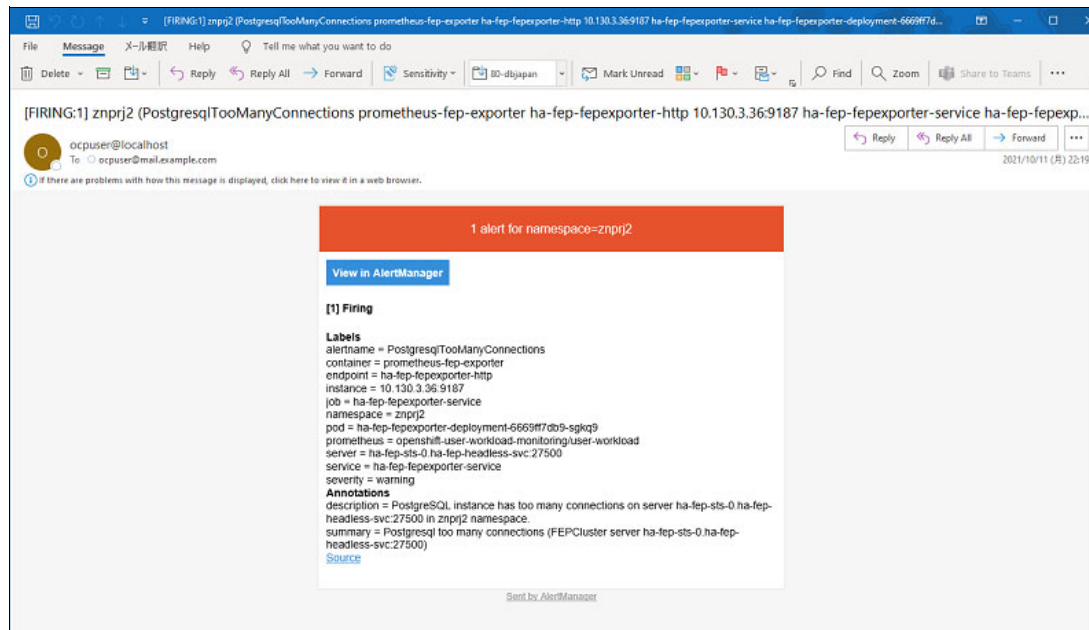 [FIRING:1] znprj2 (PostgresqlTooManyConnections prometheus-fep-exporter ha-fep-fepexporter-http 10.130.3.36:9187 ha-fep-fepexporter-service ha-fep-fepexporter-deployment-6669ff7d...
File Message メール翻訳 Help Tell me what you want to do
Delete Reply Reply All Forward Sensitivity 80-dbjapan Mark Unread Find Zoom Share to Teams ...
[FIRING:1] znprj2 (PostgresqlTooManyConnections prometheus-fep-exporter ha-fep-fepexporter-http 10.130.3.36:9187 ha-fep-fepexporter-service ha-fep-fepexp...
O
ocpuser@localhost
Reply Reply All Forward ...
To ocpuser@mail.example.com
2021/10/11 (月) 22:19
If there are problems with how this message is displayed, click here to view it in a web browser.
1 alert for namespace=znprj2
View in AlertManager
[1] Firing
Labels
alertname = PostgresqlTooManyConnections
container = prometheus-fep-exporter
endpoint = ha-fep-fepexporter-http
instance = 10.130.3.36:9187
job = ha-fep-fepexporter-service
namespace = znprj2
pod = ha-fep-fepexporter-deployment-6669ff7db9-sgkq9
prometheus = openshift-user-workload-monitoring/user-workload
server = ha-fep-sts-0.ha-fep-headless-svc:27500
service = ha-fep-fepexporter-service
severity = warning
Annotations
description = PostgreSQL instance has too many connections on server ha-fep-sts-0.ha-fep-
headless-svc:27500 in znprj2 namespace.
summary = Postgresql too many connections (FEPCluster server ha-fep-sts-0.ha-fep-
headless-svc:27500)
Source
Sent by AlertManager